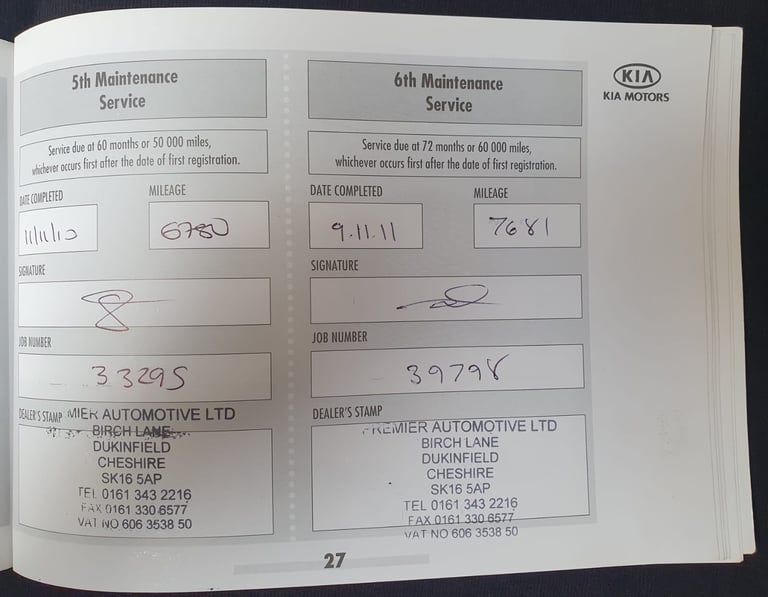 5th Maintenance
Service
Service due at 60 months or 50 000 miles,
whichever occurs first after the date of first registration.
DATE COMPLETED
MILEAGE
11/11/10
6780
SIGNATURE
JOB NUMBER
33295
DEALER'S STAMP
MIER AUTOMOTIVE LTD
BIRCH LANE
DUKINFIELD
CHESHIRE
SK16 5AP
TEL 0161 343 2216
FAX 0161 330 6577
VAT NO 606 3538 50
6th Maintenance
Service
Service due at 72 months or 60 000 miles,
whichever occurs first after the date of first registration.
DATE COMPLETED
MILEAGE
9.11.11
7681
SIGNATURE
JOB NUMBER
39798
DEALER'S STAMP
PREMIER AUTOMOTIVE LTD
BIRCH LANE
DUKINFIELD
CHESHIRE
SK16 5AP
TEL 0161 343 2216
FAX 0161 330 6577
VAT NO 606 3538 50
KIA
KIA MOTORS
27